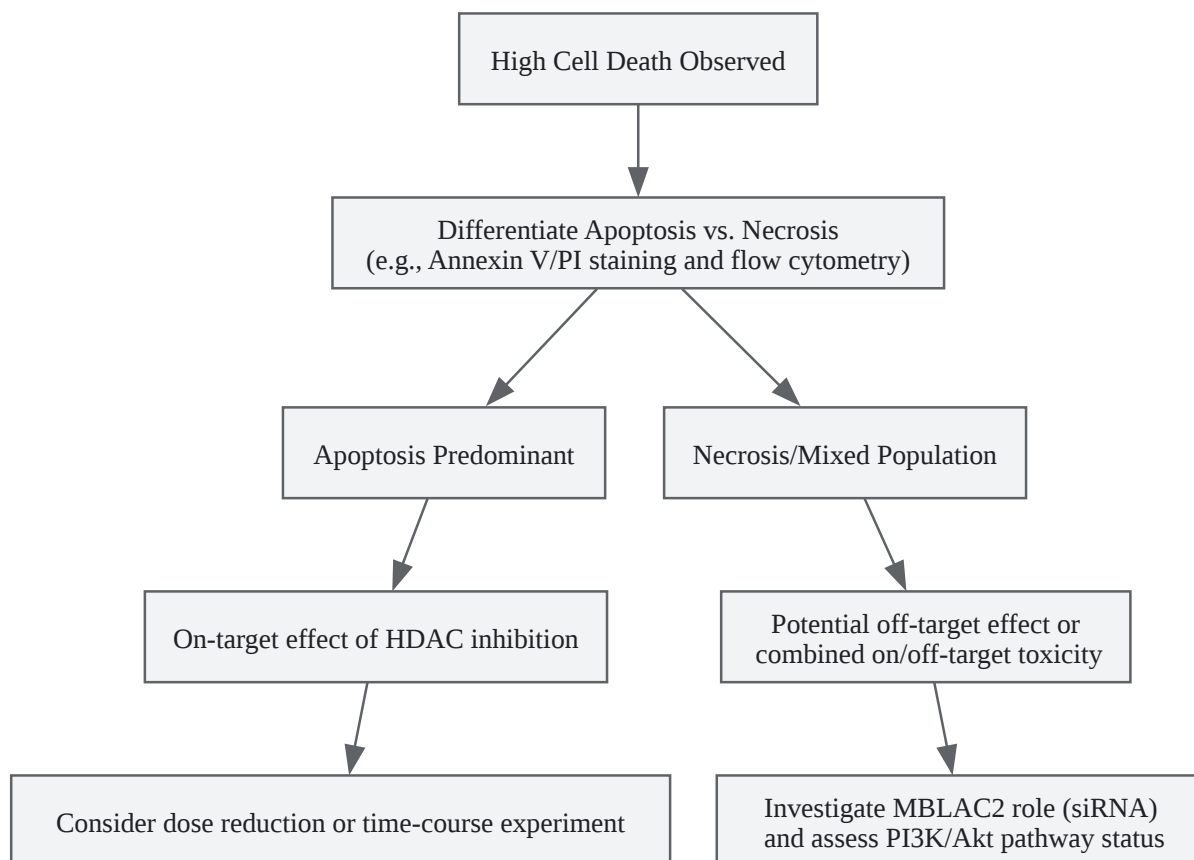 High Cell Death Observed
Differentiate Apoptosis vs. Necrosis
(e.g., Annexin V/PI staining and flow cytometry)
Apoptosis Predominant
Necrosis/Mixed Population
On-target effect of HDAC inhibition
Potential off-target effect or
combined on/off-target toxicity
Consider dose reduction or time-course experiment
Investigate MBLAC2 role (siRNA)
and assess PI3K/Akt pathway status